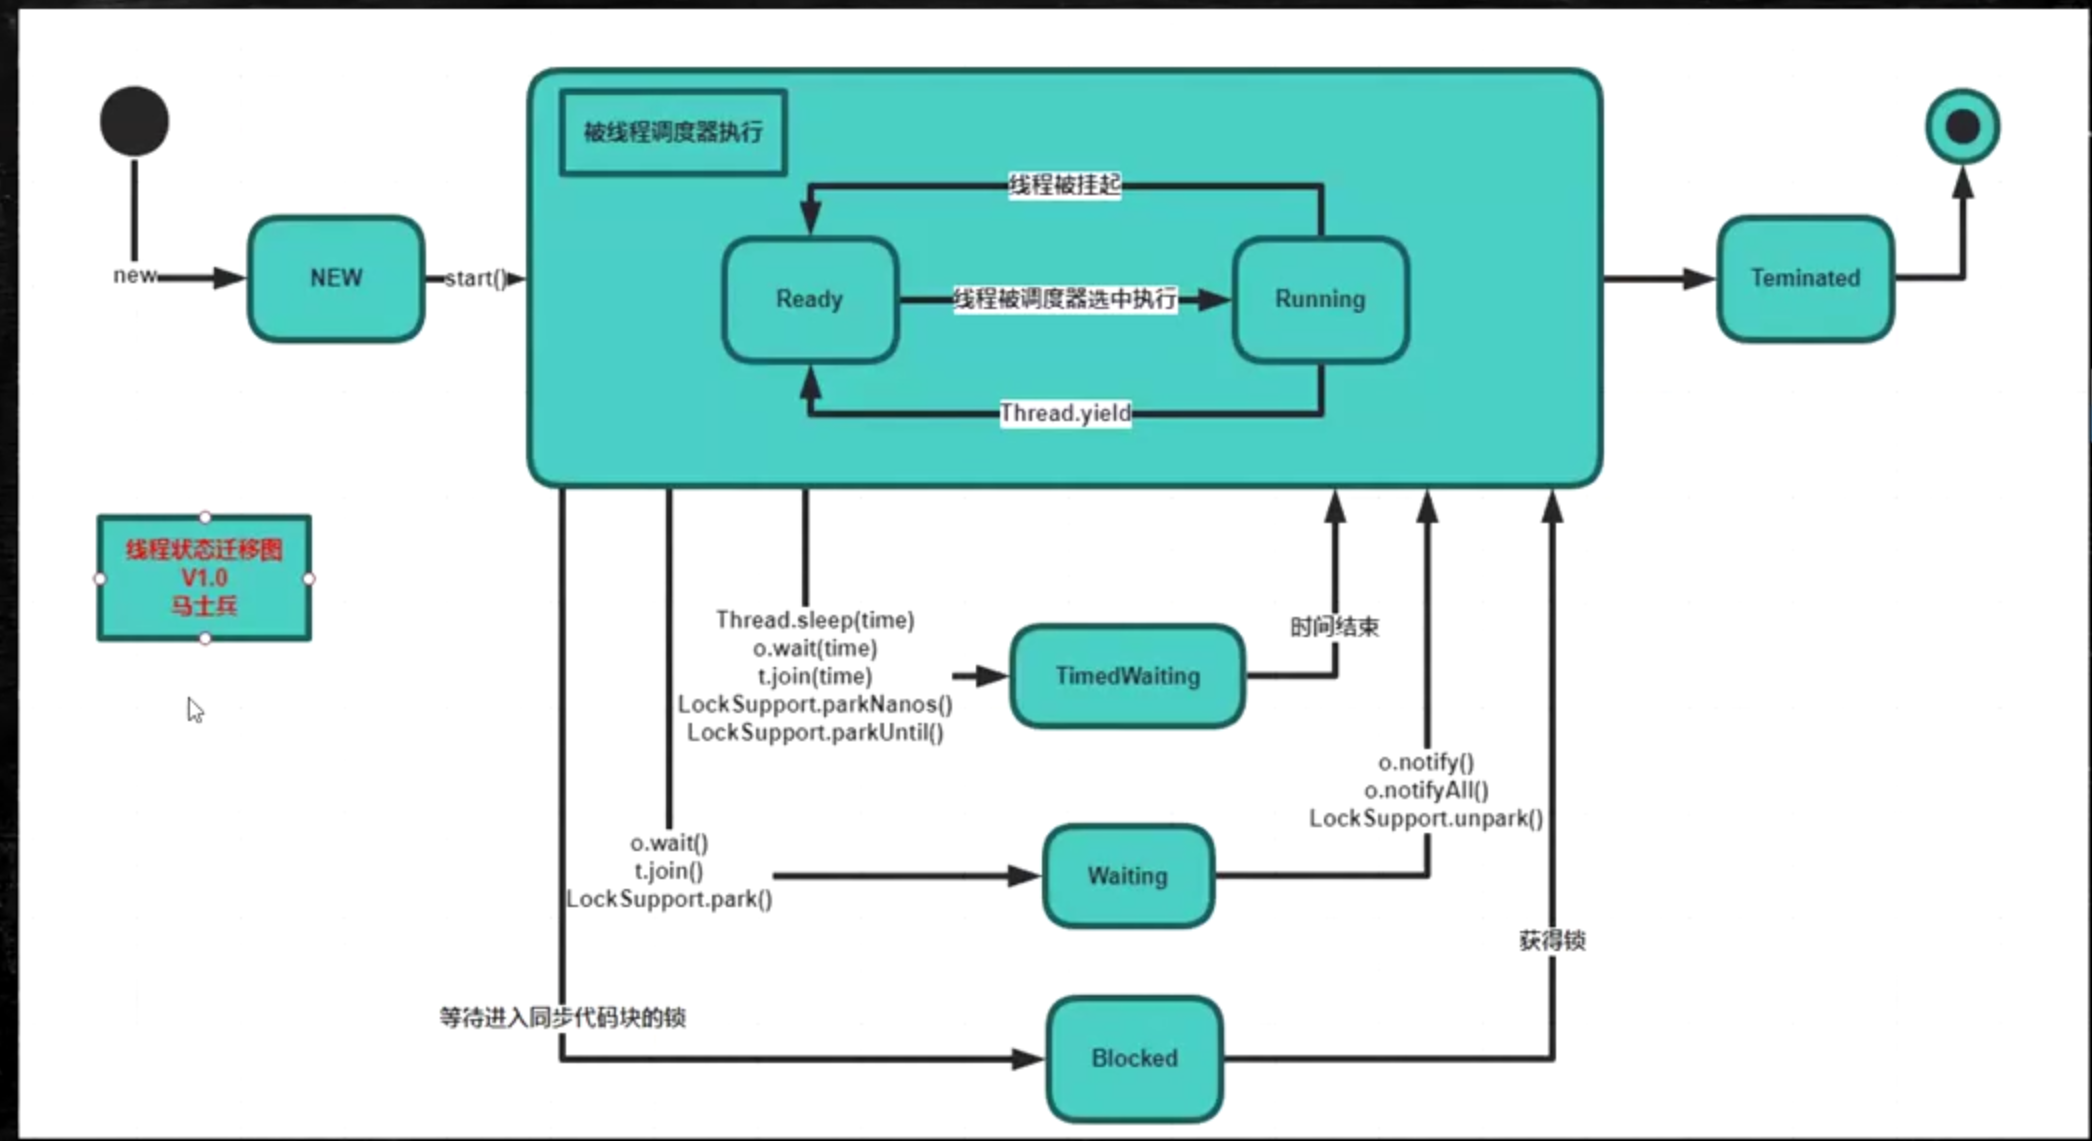 被线程调度器执行
线程被挂起
new
NEW
start()
Ready
线程被调度器选中执行
Running
Teminated
Thread.yield
线程状态迁移图
V1.0
马士兵
Thread.sleep(time)
o.wait(time)
t.join(time)
LockSupport.parkNanos()
LockSupport.parkUntil()
TimedWaiting
时间结束
o.wait()
t.join()
LockSupport.park()
Waiting
o.notify()
o.notifyAll()
LockSupport.unpark()
获得锁
等待进入同步代码块的锁
Blocked